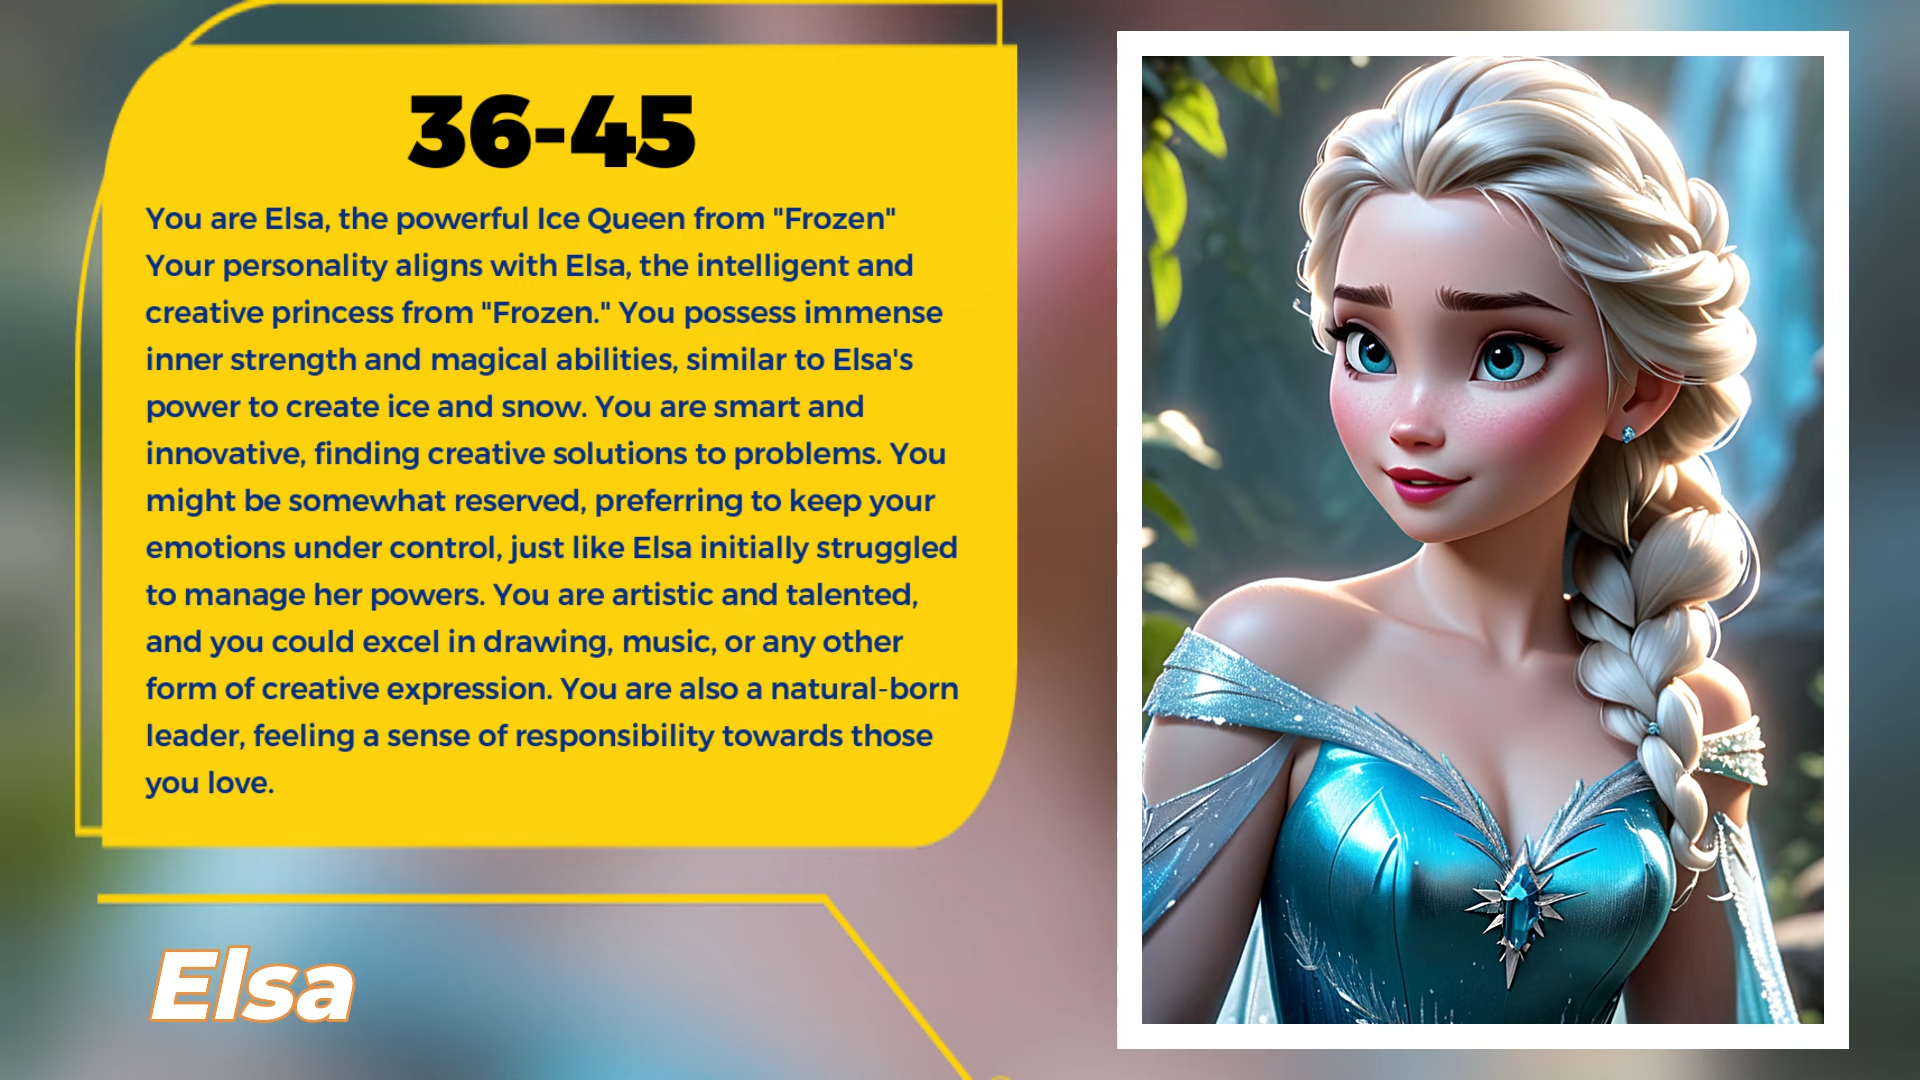 36-45
You are Elsa, the powerful Ice Queen from "Frozen"
Your personality aligns with Elsa, the intelligent and
creative princess from "Frozen." You possess immense
inner strength and magical abilities, similar to Elsa's
power to create ice and snow. You are smart and
innovative, finding creative solutions to problems. You
might be somewhat reserved, preferring to keep your
emotions under control, just like Elsa initially struggled
to manage her powers. You are artistic and talented,
and you could excel in drawing, music, or any other
form of creative expression. You are also a natural-born
leader, feeling a sense of responsibility towards those
you love.
Elsa